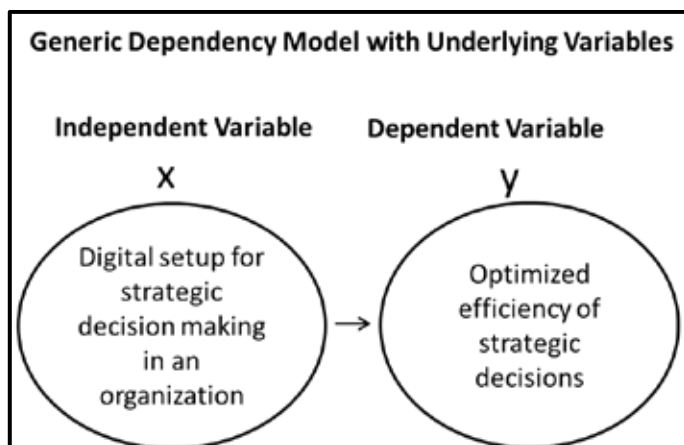 Generic Dependency Model with Underlying Variables
Independent Variable
Dependent Variable
x
y
Digital setup for
strategic
decision making
in an
organization
Optimized
efficiency of
strategic
decisions